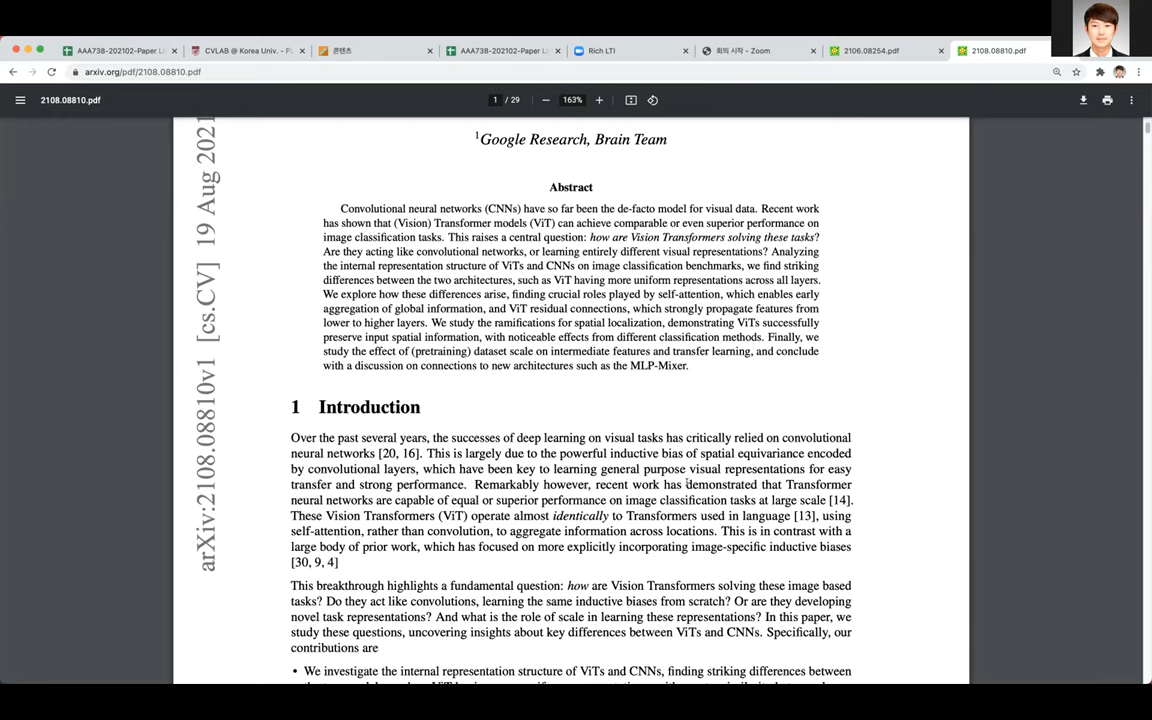 AAA738-202102-Paper Li
CVLAB @ Korea Univ. - Pu
콘텐츠
AAA738-202102-Paper Li
Rich LTI
회의 시작 - Zoom
2106.08254.pdf
2108.08810.pdf
arxiv.org/pdf/2108.08810.pdf
2108.08810.pdf
1 / 29
163%
arXiv:2108.08810v1 [cs.CV] 19 Aug 2021
1Google Research, Brain Team
Abstract
Convolutional neural networks (CNNs) have so far been the de-facto model for visual data. Recent work
has shown that (Vision) Transformer models (ViT) can achieve comparable or even superior performance on
image classification tasks. This raises a central question: how are Vision Transformers solving these tasks?
Are they acting like convolutional networks, or learning entirely different visual representations? Analyzing
the internal representation structure of ViTs and CNNs on image classification benchmarks, we find striking
differences between the two architectures, such as ViT having more uniform representations across all layers.
We explore how these differences arise, finding crucial roles played by self-attention, which enables early
aggregation of global information, and ViT residual connections, which strongly propagate features from
lower to higher layers. We study the ramifications for spatial localization, demonstrating ViTs successfully
preserve input spatial information, with noticeable effects from different classification methods. Finally, we
study the effect of (pretraining) dataset scale on intermediate features and transfer learning, and conclude
with a discussion on connections to new architectures such as the MLP-Mixer.
1 Introduction
Over the past several years, the successes of deep learning on visual tasks has critically relied on convolutional
neural networks [20, 16]. This is largely due to the powerful inductive bias of spatial equivariance encoded
by convolutional layers, which have been key to learning general purpose visual representations for easy
transfer and strong performance. Remarkably however, recent work has demonstrated that Transformer
neural networks are capable of equal or superior performance on image classification tasks at large scale [14].
These Vision Transformers (ViT) operate almost identically to Transformers used in language [13], using
self-attention, rather than convolution, to aggregate information across locations. This is in contrast with a
large body of prior work, which has focused on more explicitly incorporating image-specific inductive biases
[30, 9, 4]
This breakthrough highlights a fundamental question: how are Vision Transformers solving these image based
tasks? Do they act like convolutions, learning the same inductive biases from scratch? Or are they developing
novel task representations? And what is the role of scale in learning these representations? In this paper, we
study these questions, uncovering insights about key differences between ViTs and CNNs. Specifically, our
contributions are
• We investigate the internal representation structure of ViTs and CNNs, finding striking differences between